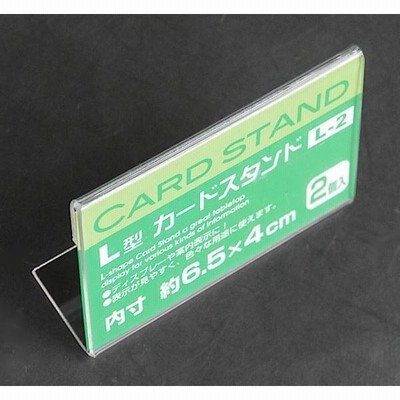 CARD STAND
L型 カードスタンド L-2
L-shape Card Stand a great tabletop
display for various kinds of information
●ディスプレーや室内表示に!
●表示が見やすく、色々な用途に使えます。
2個入
内寸 約6.5×4cm